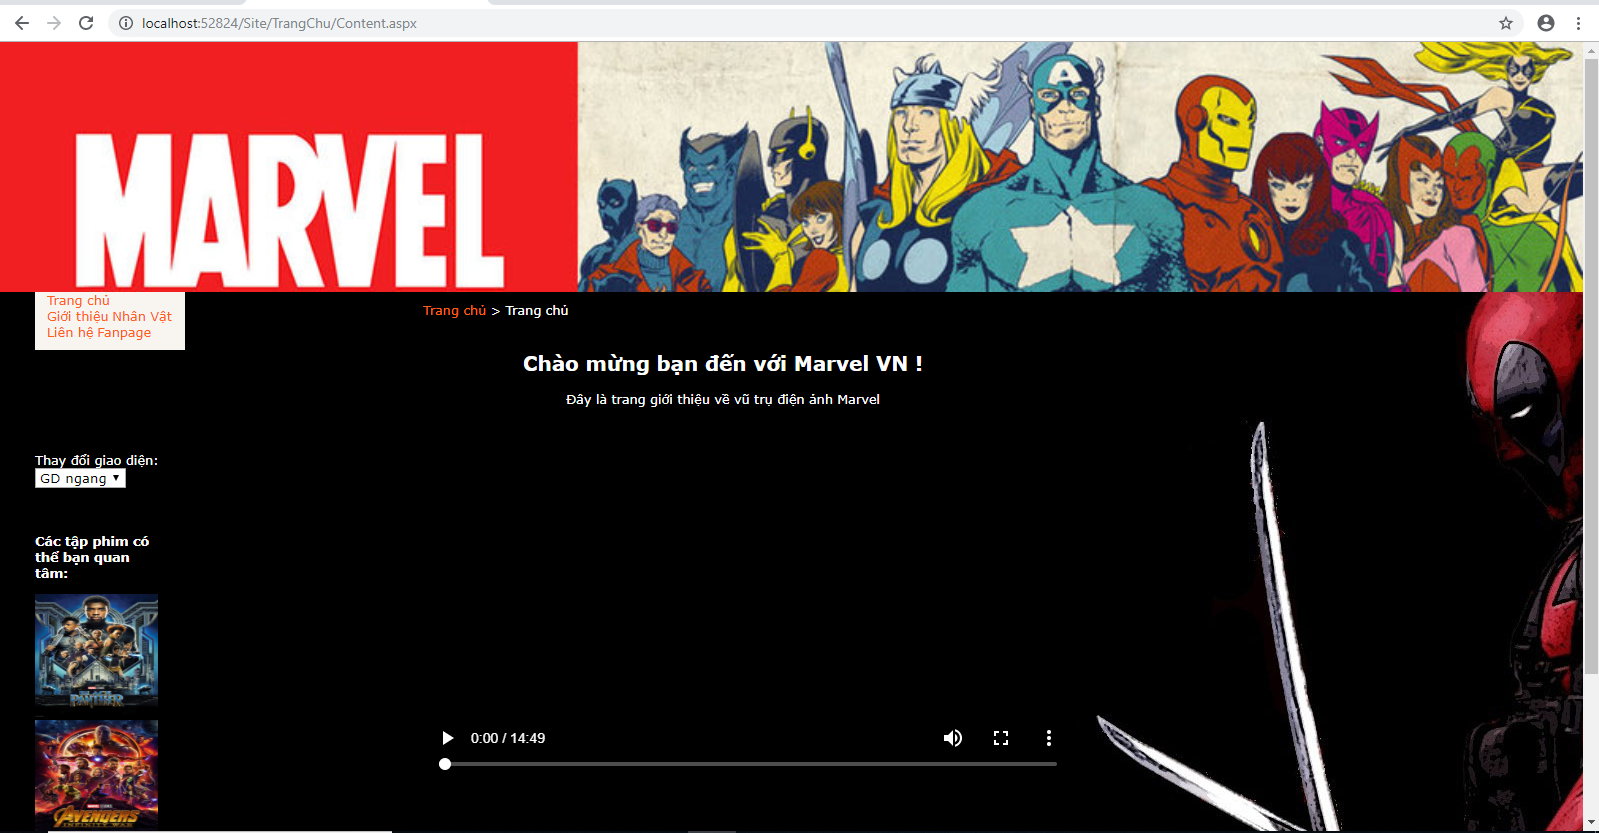 localhost:52824/Site/TrangChu/Content.aspx
MARVEL
A
Trang chủ
Giới thiệu Nhân Vật
Liên hệ Fanpage
Trang chủ > Trang chủ
Chào mừng bạn đến với Marvel VN !
Đây là trang giới thiệu về vũ trụ điện ảnh Marvel
Thay đổi giao diện:
GD ngang
Các tập phim có
thể bạn quan
tâm:
BLACK PANTHER
AVENGERS
INFINITY WAR
0:00 / 14:49